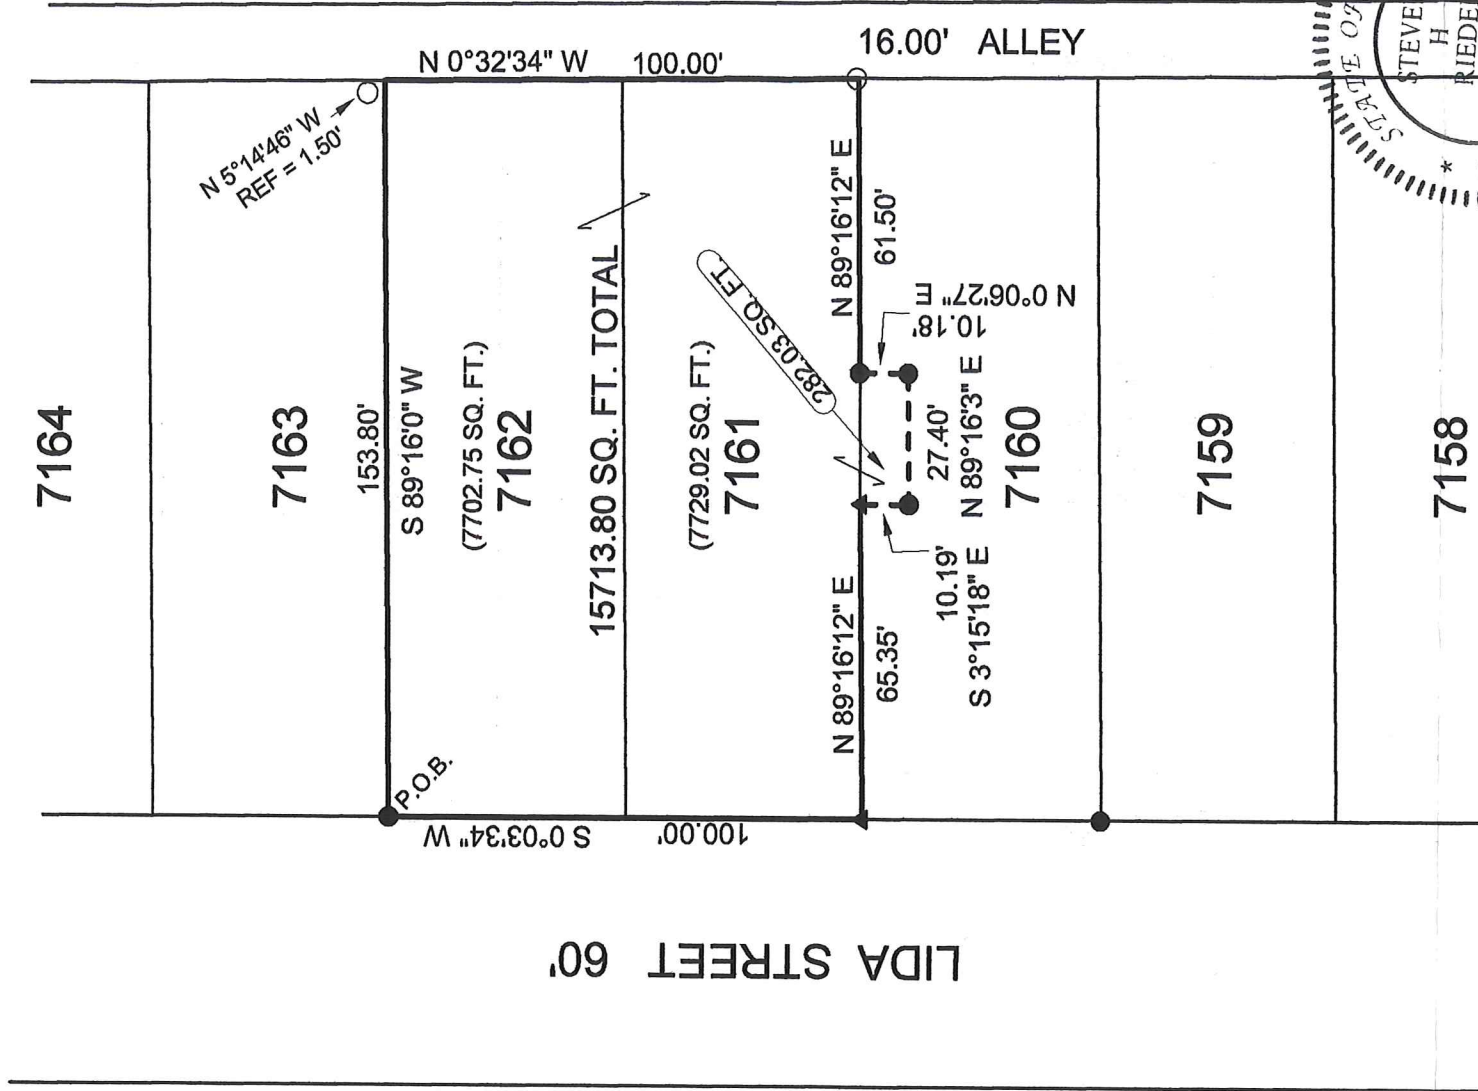 16.00' ALLEY
N 0°32'34" W 100.00'
N 5°14'46" W
REF = 1.50'
STATE OF
STEVE
H
RIEDE
*
7164
7163
153.80'
S 89°16'0" W
(7702.75 SQ. FT.)
7162
15713.80 SQ. FT. TOTAL
(7729.02 SQ. FT.)
7161
282.03 SQ. FT.
N 89°16'12" E
61.50'
N 0°06'27" E
10.18'
27.40'
N 89°16'3" E
7160
10.19'
S 3°15'18" E
N 89°16'12" E
65.35'
7159
7158
P.O.B.
S 0°03'34" W 100.00'
LIDA STREET 60'